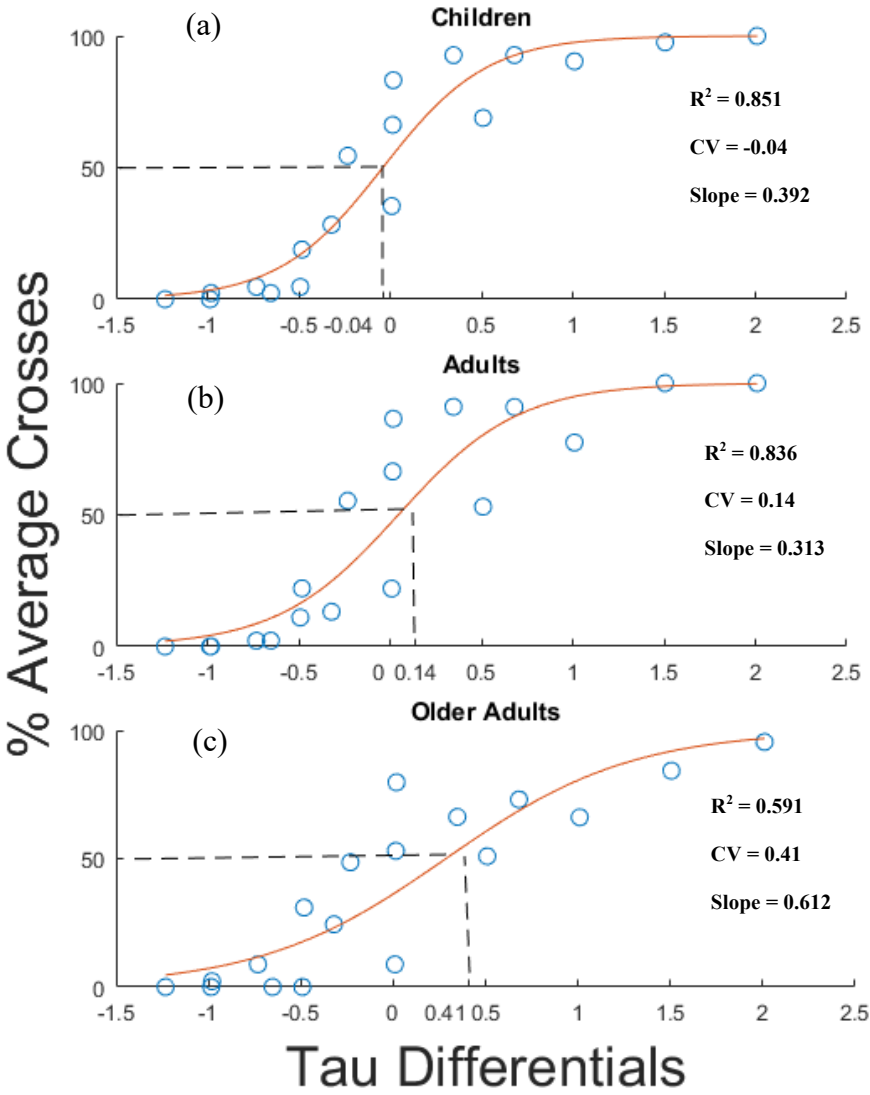 (a)
Children
100
50
0
R² = 0.851
CV = -0.04
Slope = 0.392
-1.5 -1 -0.5 -0.04 0 0.5 1 1.5 2 2.5
(b)
Adults
100
50
0
R² = 0.836
CV = 0.14
Slope = 0.313
-1.5 -1 -0.5 0 0.14 0.5 1 1.5 2 2.5
(c)
Older Adults
100
50
0
R² = 0.591
CV = 0.41
Slope = 0.612
-1.5 -1 -0.5 0 0.41 0.5 1 1.5 2 2.5
% Average Crosses
Tau Differentials